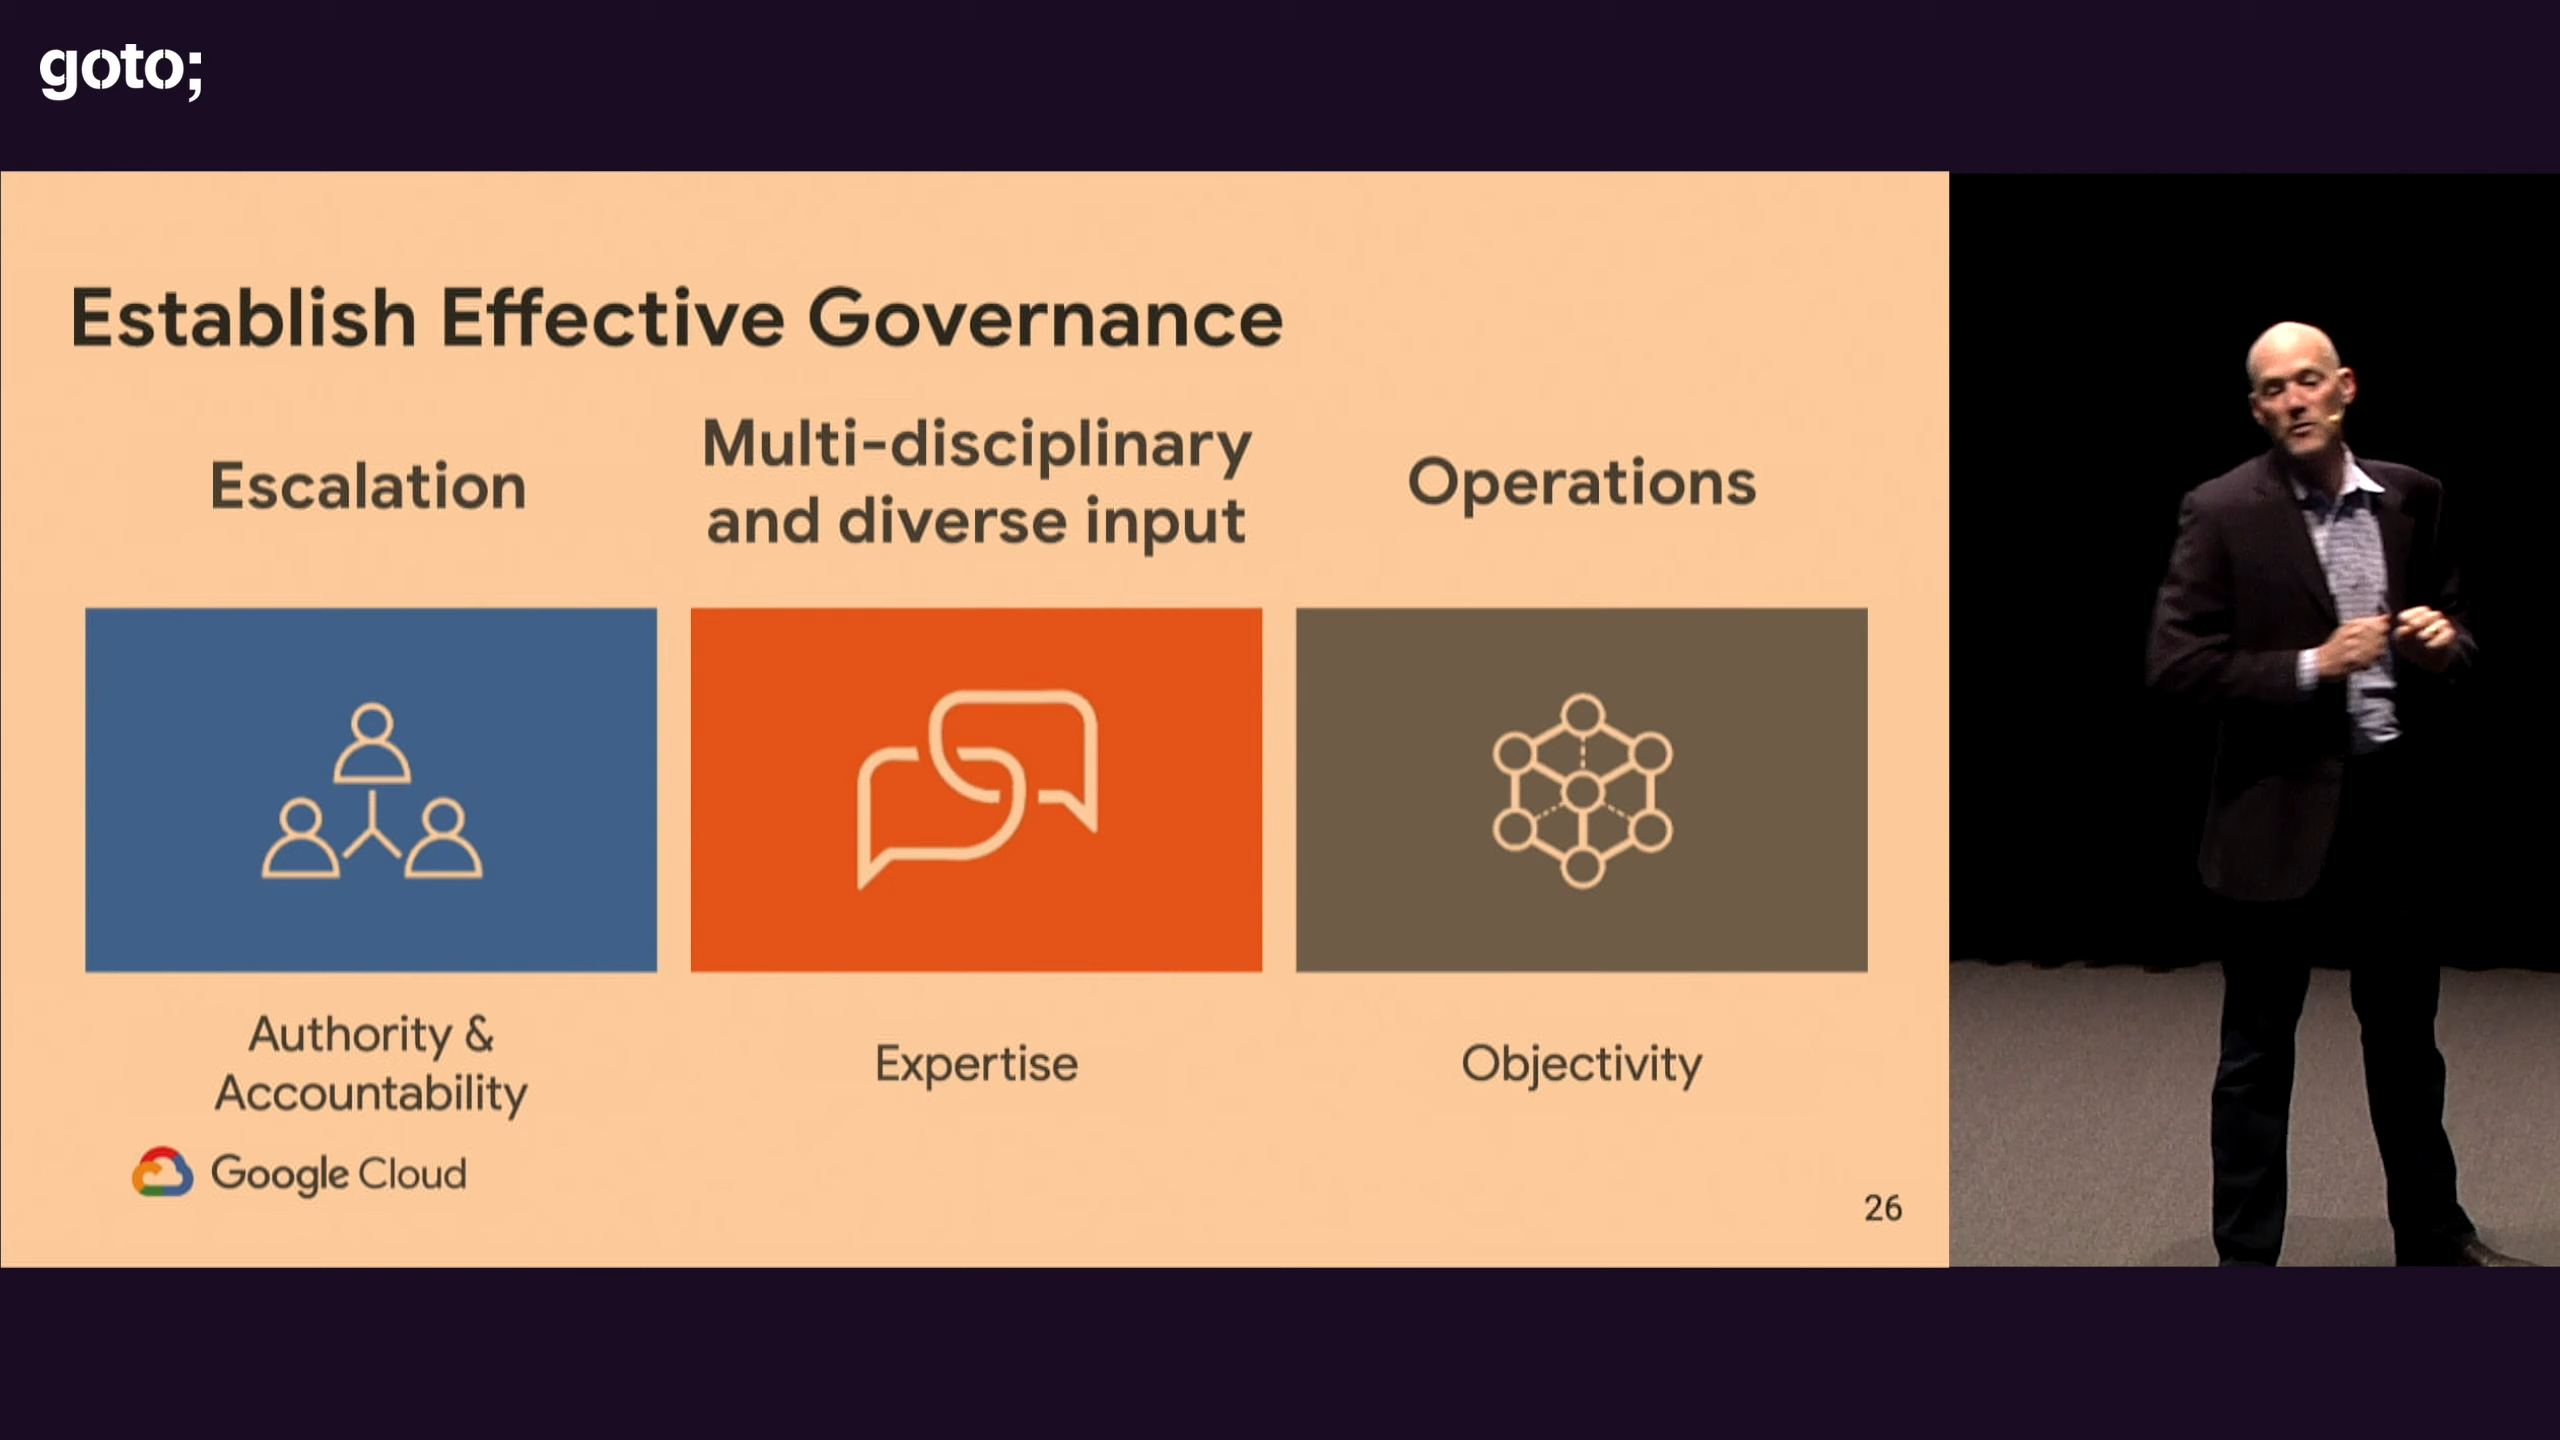 goto;
Establish Effective Governance
Escalation
Multi-disciplinary
and diverse input
Operations
Authority &
Accountability
Expertise
Objectivity
Google Cloud
26